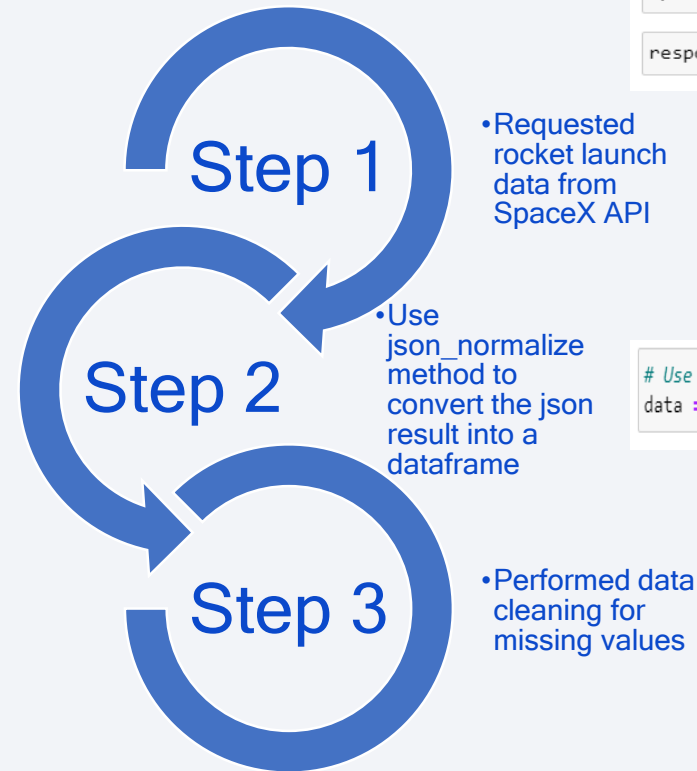 respo
Step 1
•Requested
rocket launch
data from
SpaceX API
Step 2
•Use
json_normalize
method to
convert the json
result into a
dataframe
# Use
data =
Step 3
•Performed data
cleaning for
missing values